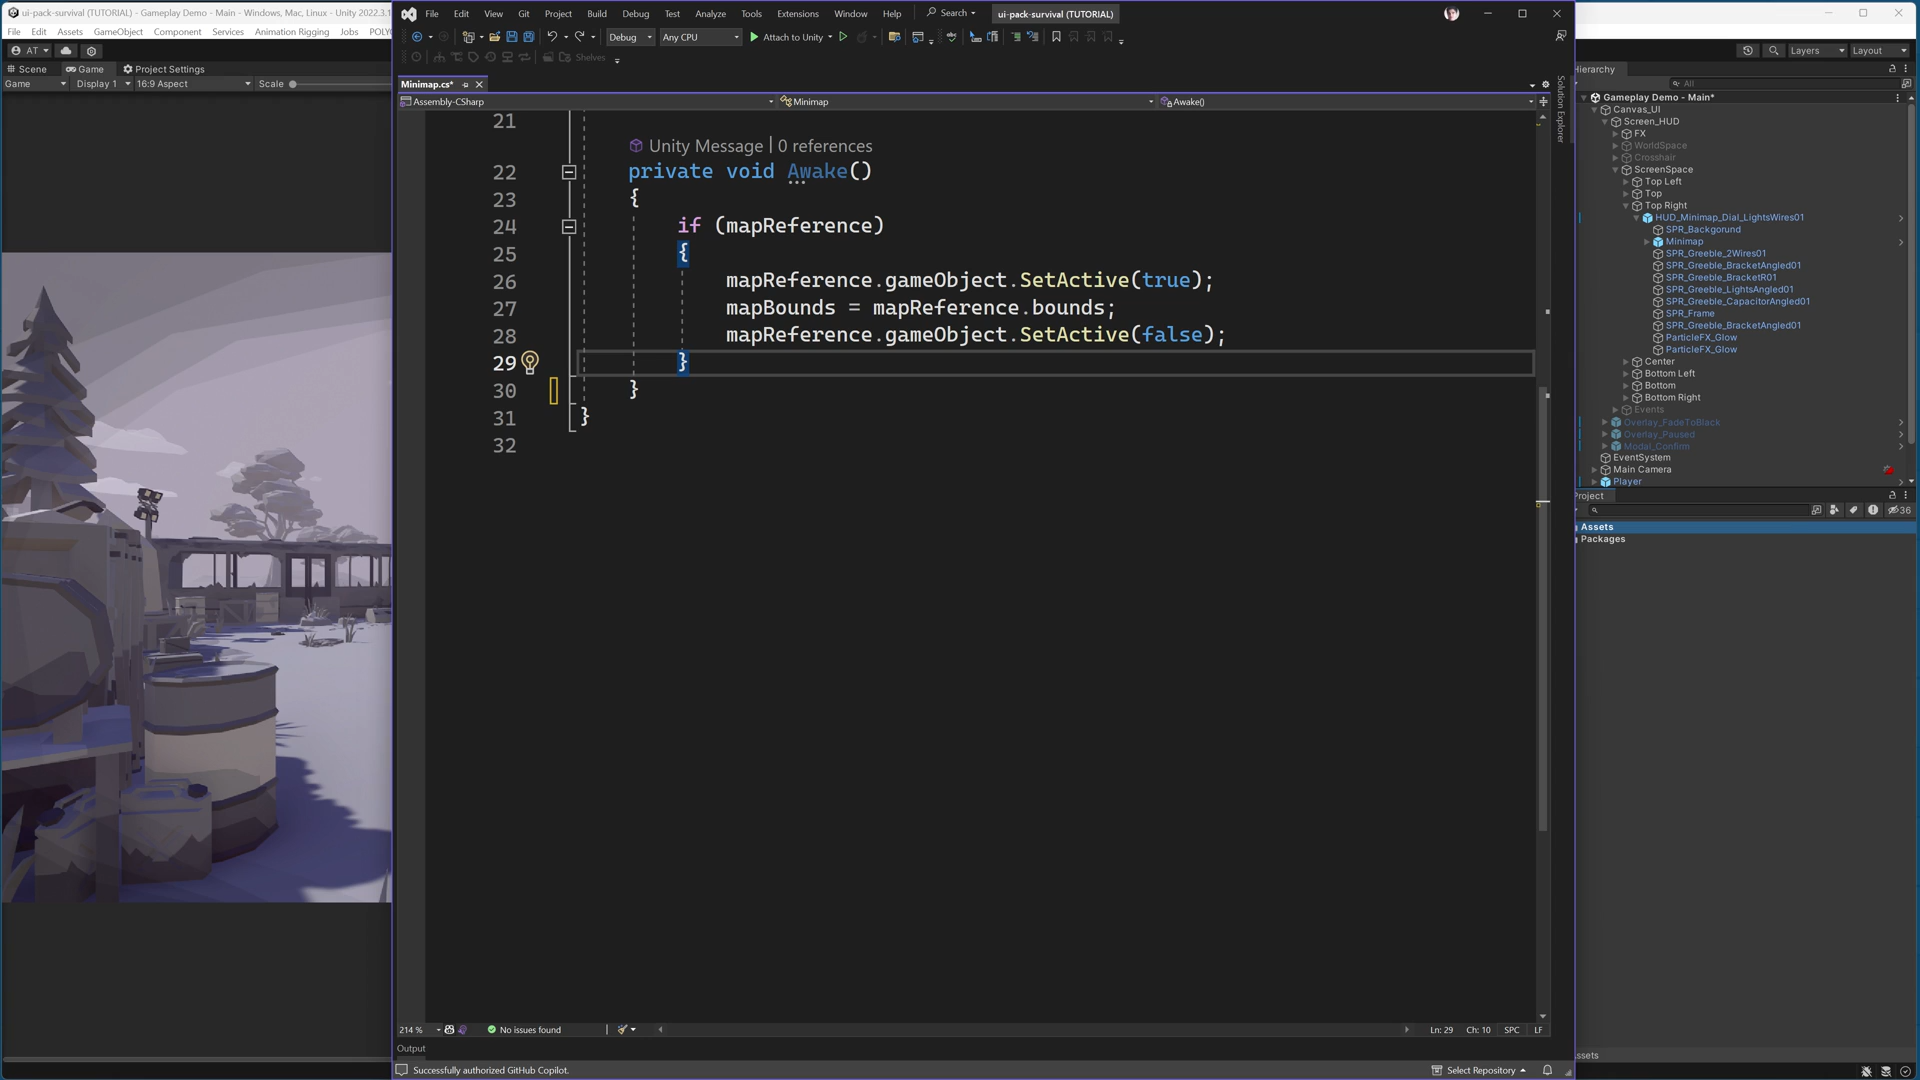 ui-pack-survival (TUTORIAL) - Gameplay Demo - Main - Windows, Mac, Linux - Unity 2022.3.1
File Edit Assets GameObject Component Services Animation Rigging Jobs
AT
Scene Game Project Settings
Game Display 1 16:9 Aspect Scale
File Edit View Git Project Build Debug Test Analyze Tools Extensions Window Help Search ui-pack-survival (TUTORIAL)
Debug Any CPU Attach to Unity
Shelves
Minimap.cs*
Assembly-CSharp Minimap Awake()
21
Unity Message | 0 references
22 private void Awake()
23 {
24 if (mapReference)
25 {
26 mapReference.gameObject.SetActive(true);
27 mapBounds = mapReference.bounds;
28 mapReference.gameObject.SetActive(false);
29 }
30 }
31 }
32
214 % No issues found Ln: 29 Ch: 10 SPC LF
Output
Successfully authorized GitHub Copilot. Select Repository
Solution Explorer
Layers Layout
Hierarchy
All
Gameplay Demo - Main*
Canvas_UI
Screen_HUD
FX
WorldSpace
Crosshair
ScreenSpace
Top Left
Top
Top Right
HUD_Minimap_Dial_LightsWires01
SPR_Backgorund
Minimap
SPR_Greeble_2Wires01
SPR_Greeble_BracketAngled01
SPR_Greeble_BracketR01
SPR_Greeble_LightsAngled01
SPR_Greeble_CapacitorAngled01
SPR_Frame
SPR_Greeble_BracketAngled01
ParticleFX_Glow
ParticleFX_Glow
Center
Bottom Left
Bottom
Bottom Right
Events
Overlay_FadeToBlack
Overlay_Paused
Modal_Confirm
EventSystem
Main Camera
Player
Project
36
Assets
Packages
ssets